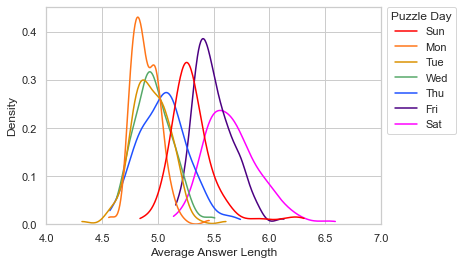 Puzzle Day
Sun
Mon
Tue
Wed
Thu
Fri
Sat
Density
0.4
0.3
0.2
0.1
0.0
4.0 4.5 5.0 5.5 6.0 6.5 7.0
Average Answer Length